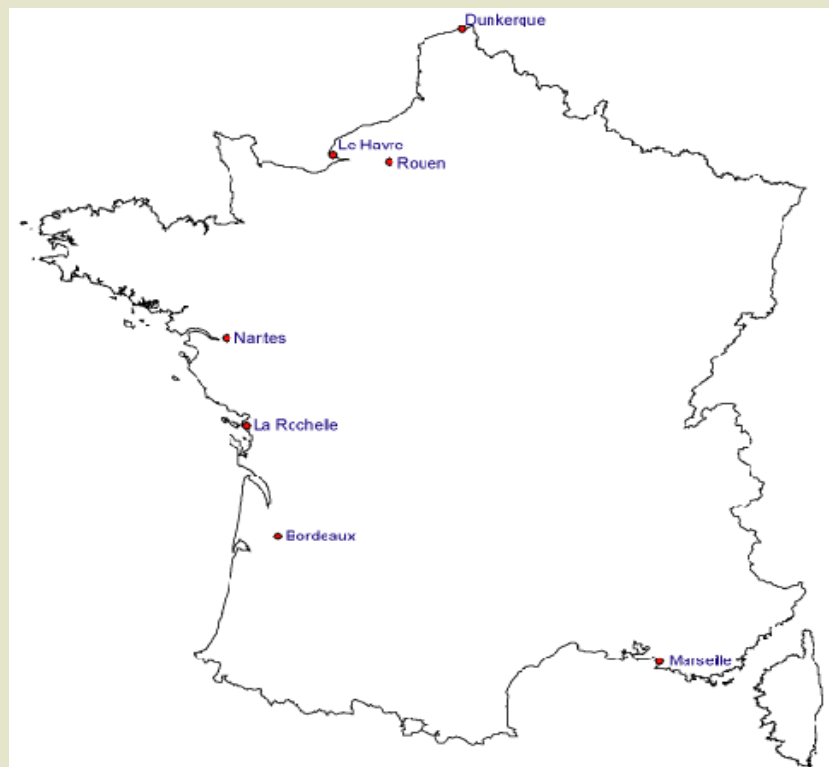 Dunkerque
Le Havre
Rouen
Nantes
La Rochelle
Bordeaux
Marseille